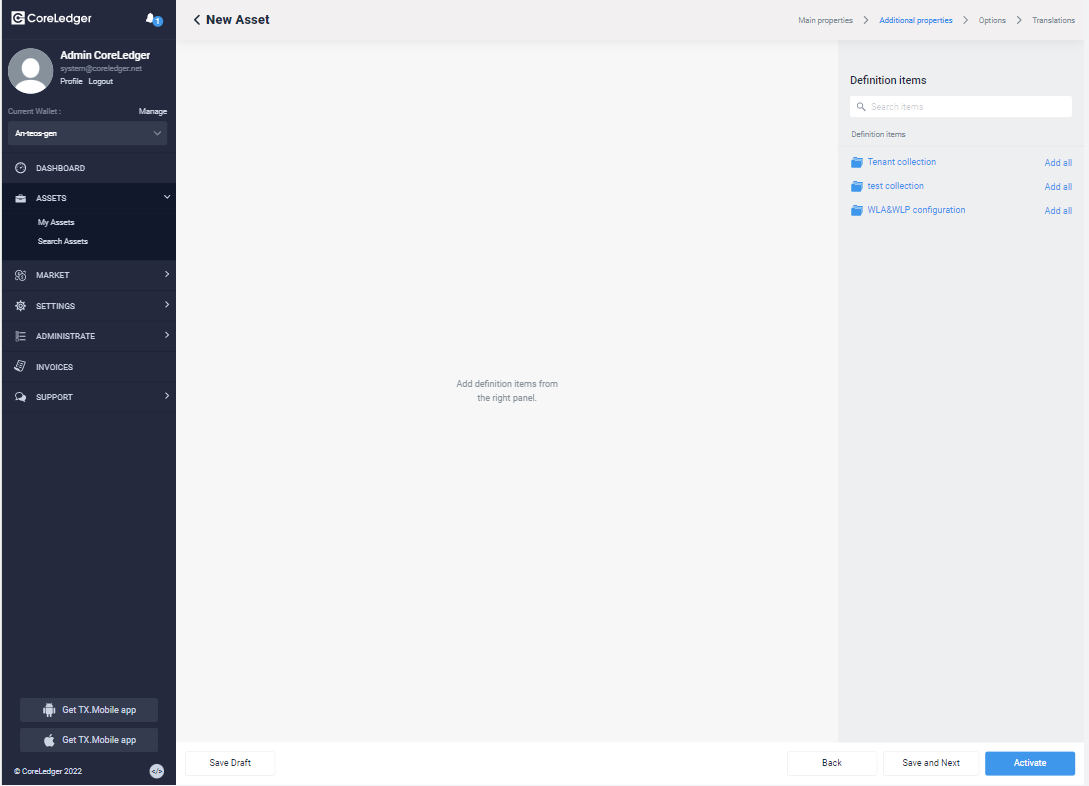 CoreLedger
1
Admin CoreLedger
system@coreledger.net
Profile Logout
Current Wallet :
Manage
An-teos-gen
DASHBOARD
ASSETS
My Assets
Search Assets
MARKET
SETTINGS
ADMINISTRATE
INVOICES
SUPPORT
Get TX.Mobile app
Get TX.Mobile app
© CoreLedger 2022
</>
New Asset
Main properties > Additional properties > Options > Translations
Add definition items from
the right panel.
Definition items
Search items
Definition items
Tenant collection Add all
test collection Add all
WLA&WLP configuration Add all
Save Draft
Back
Save and Next
Activate